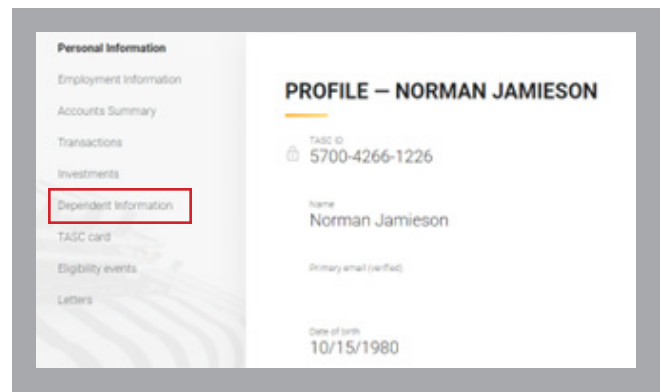 Personal Information
Employment Information
Accounts Summary
Transactions
Investments
Dependent Information
TASC card
Eligibility events
Letters
PROFILE – NORMAN JAMIESON
TASC ID
5700-4266-1226
Name
Norman Jamieson
Primary email (verified)
Date of birth
10/15/1980